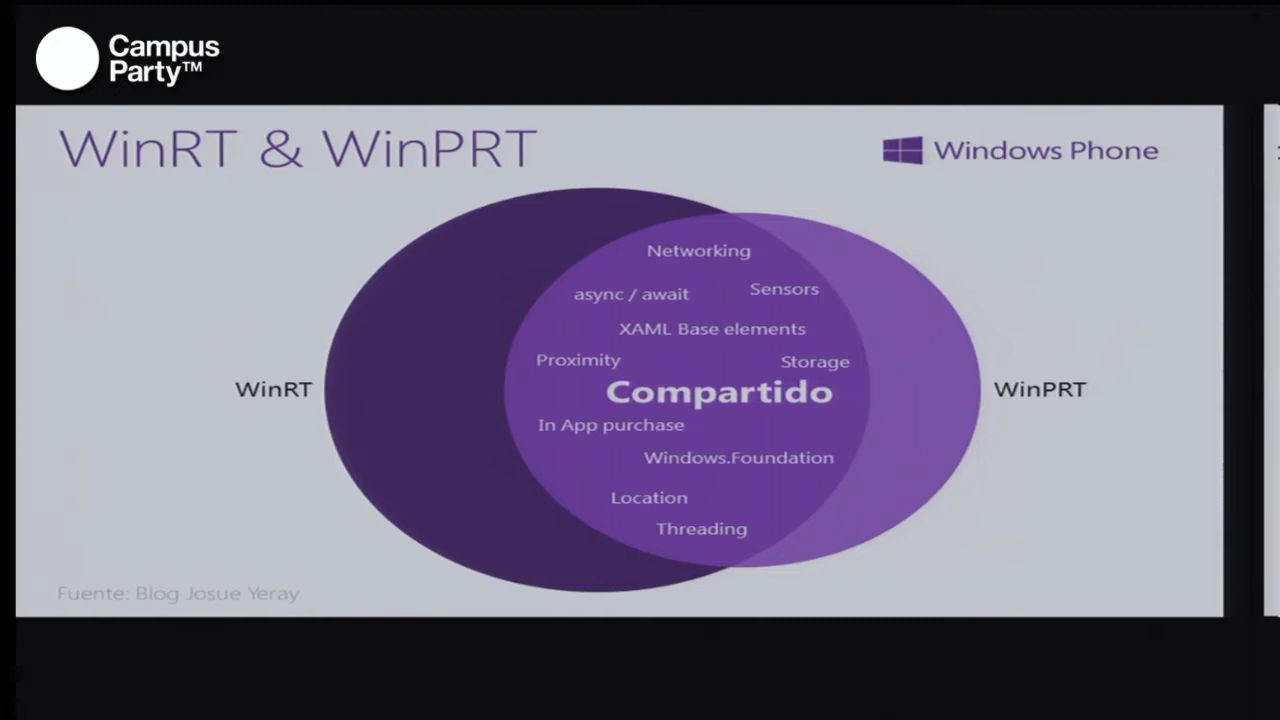 Campus
Party™
WinRT & WinPRT
Windows Phone
Networking
async / await
Sensors
XAML Base elements
Proximity
Storage
WinRT
Compartido
WinPRT
In App purchase
Windows.Foundation
Location
Threading
Fuente: Blog Josue Yeray